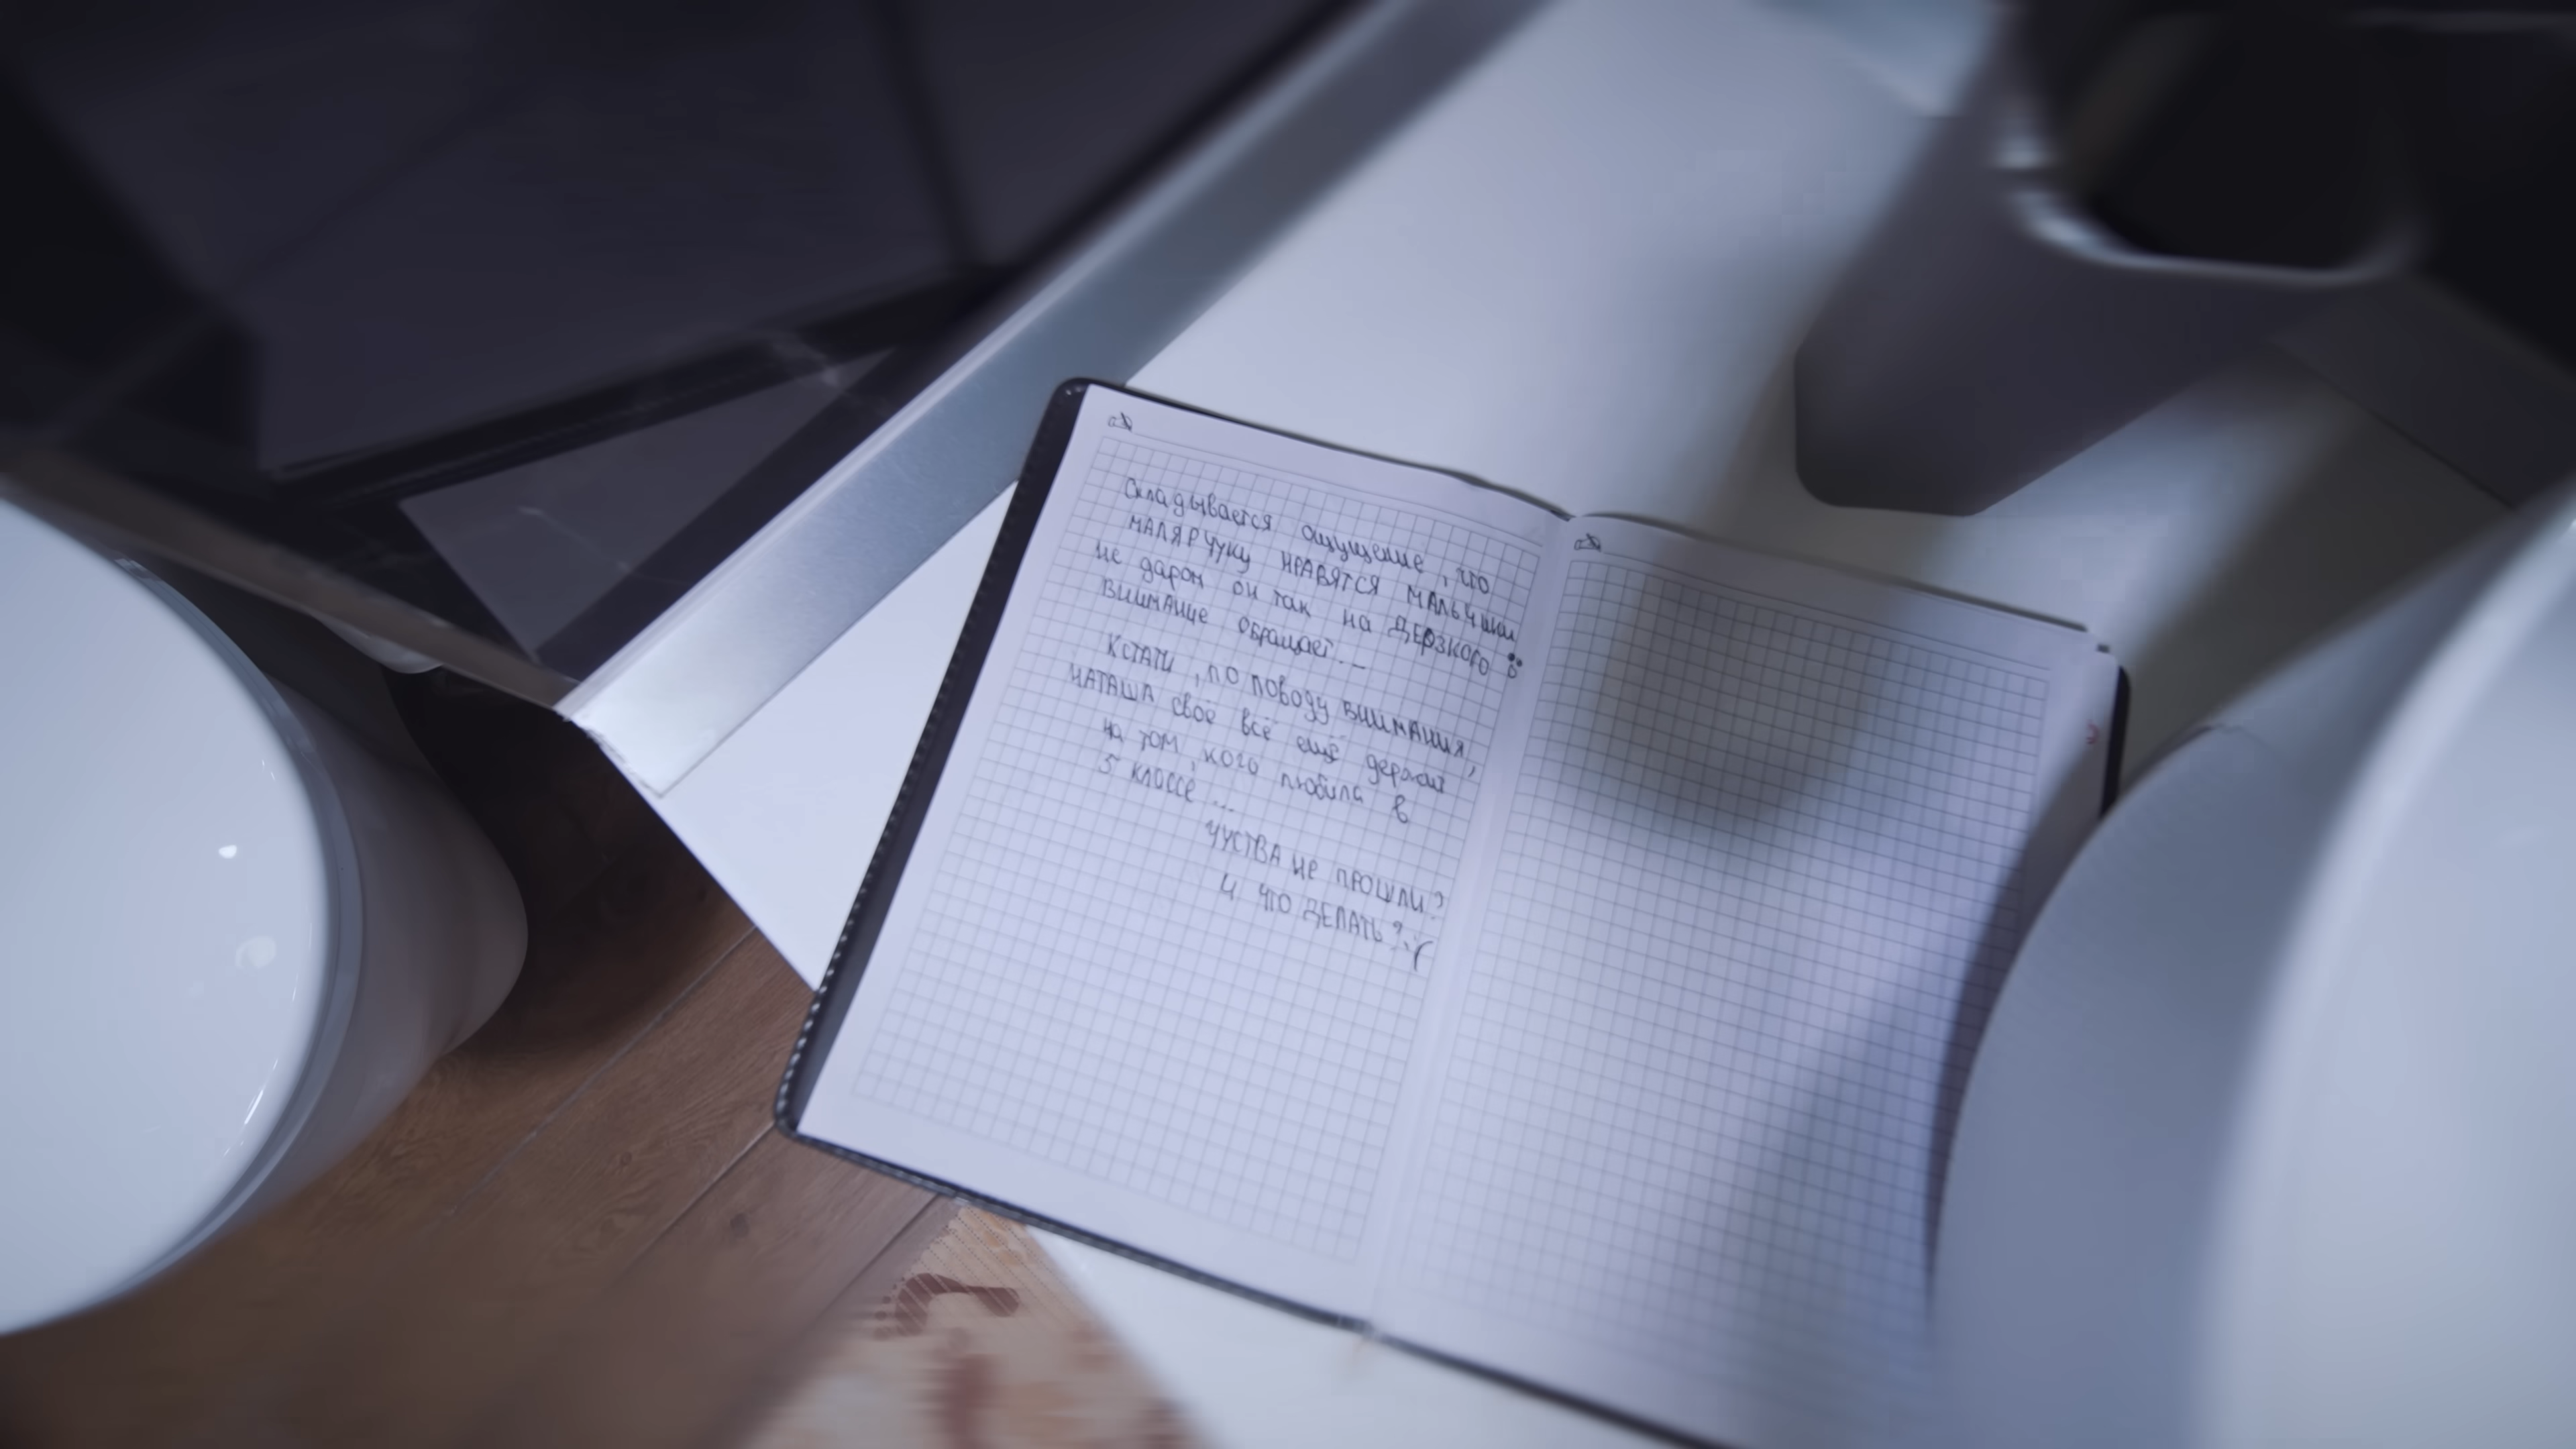 Складывается ощущение, что
МАЛЯРЧУКУ НРАВЯТСЯ МАЛЬЧИКИ
не даром он так на ДЕРЗКОГО
ВНИМАНИЕ обращает...
Кстати, по поводу ВНИМАНИЯ,
НАТАША своё всё ещё держит
на том, кого любила в
5 классе ...
ЧУСТВА НЕ ПРОШЛИ?
И ЧТО ДЕЛАТЬ?:(